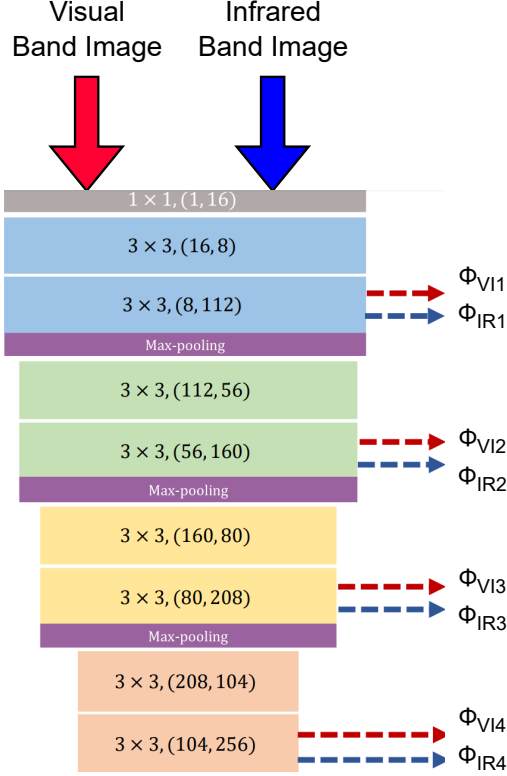 Visual
Band Image
Infrared
Band Image
1 × 1, (1, 16)
3 × 3, (16, 8)
3 × 3, (8, 112)
ΦVI1
ΦIR1
Max-pooling
3 × 3, (112, 56)
3 × 3, (56, 160)
ΦVI2
ΦIR2
Max-pooling
3 × 3, (160, 80)
3 × 3, (80, 208)
ΦVI3
ΦIR3
Max-pooling
3 × 3, (208, 104)
3 × 3, (104, 256)
ΦVI4
ΦIR4